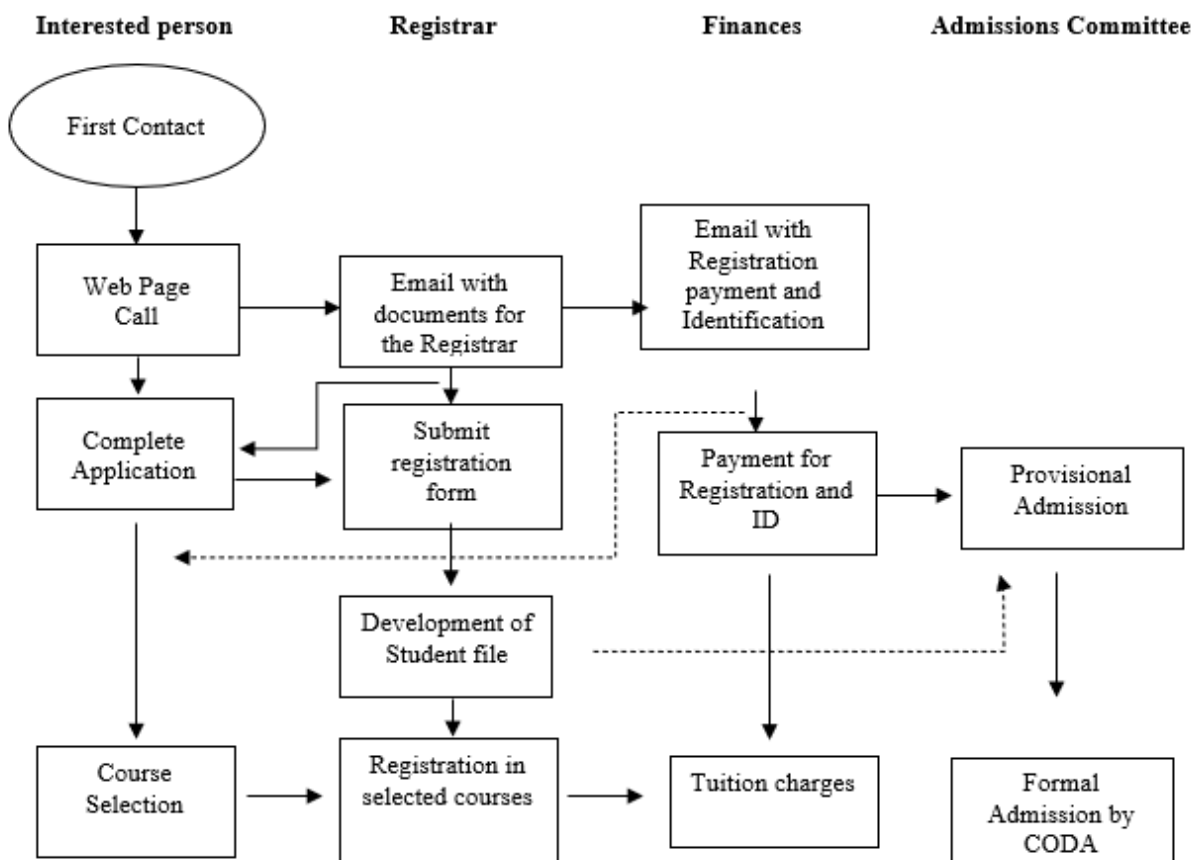 Interested person
Registrar
Finances
Admissions Committee
First Contact
Web Page
Call
Email with
documents for
the Registrar
Email with
Registration
payment and
Identification
Complete
Application
Submit
registration
form
Payment for
Registration and
ID
Provisional
Admission
Development of
Student file
Course
Selection
Registration in
selected courses
Tuition charges
Formal
Admission by
CODA